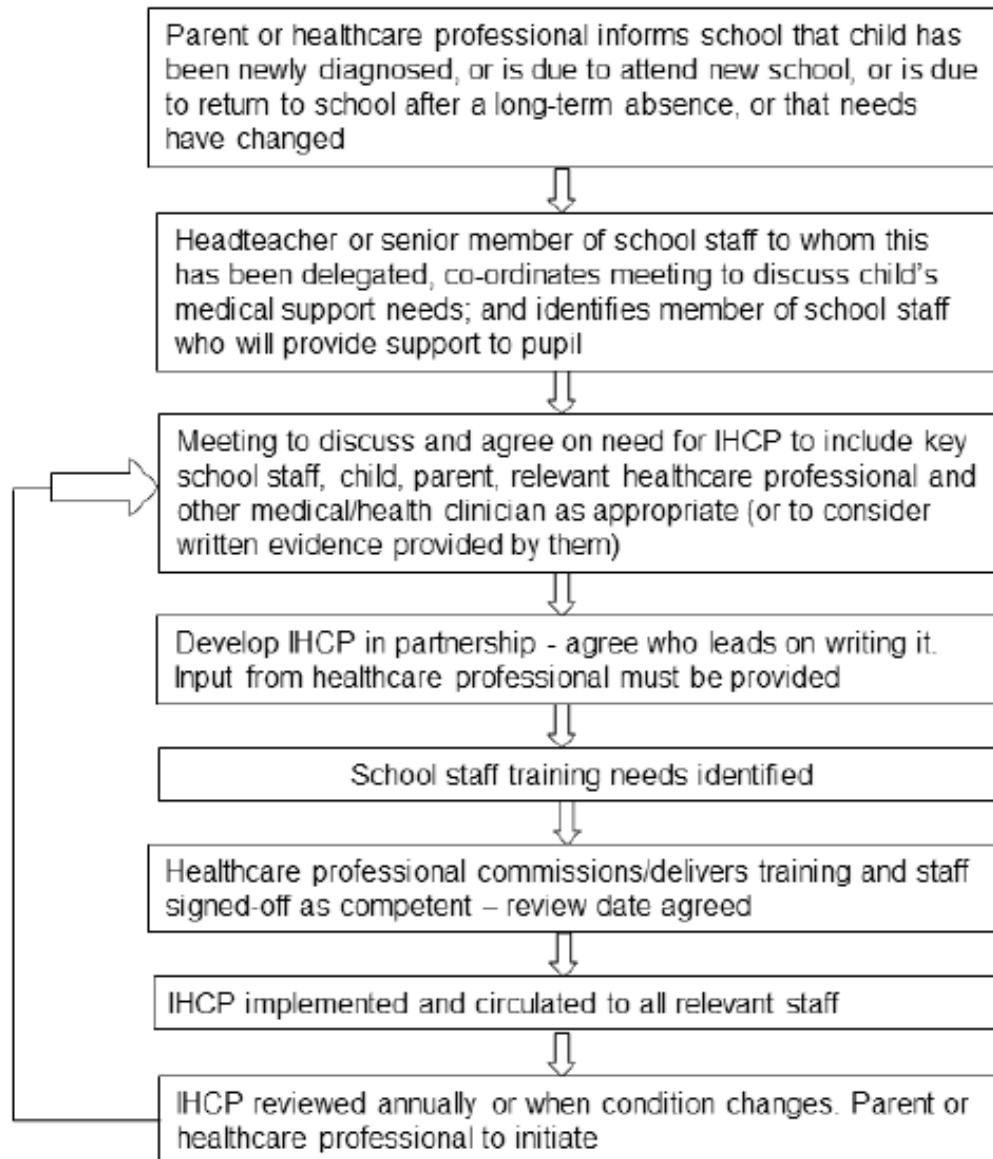 Parent or healthcare professional informs school that child has
been newly diagnosed, or is due to attend new school, or is due
to return to school after a long-term absence, or that needs
have changed
Headteacher or senior member of school staff to whom this
has been delegated, co-ordinates meeting to discuss child's
medical support needs; and identifies member of school staff
who will provide support to pupil
Meeting to discuss and agree on need for IHCP to include key
school staff, child, parent, relevant healthcare professional and
other medical/health clinician as appropriate (or to consider
written evidence provided by them)
Develop IHCP in partnership - agree who leads on writing it.
Input from healthcare professional must be provided
School staff training needs identified
Healthcare professional commissions/delivers training and staff
signed-off as competent – review date agreed
IHCP implemented and circulated to all relevant staff
IHCP reviewed annually or when condition changes. Parent or
healthcare professional to initiate